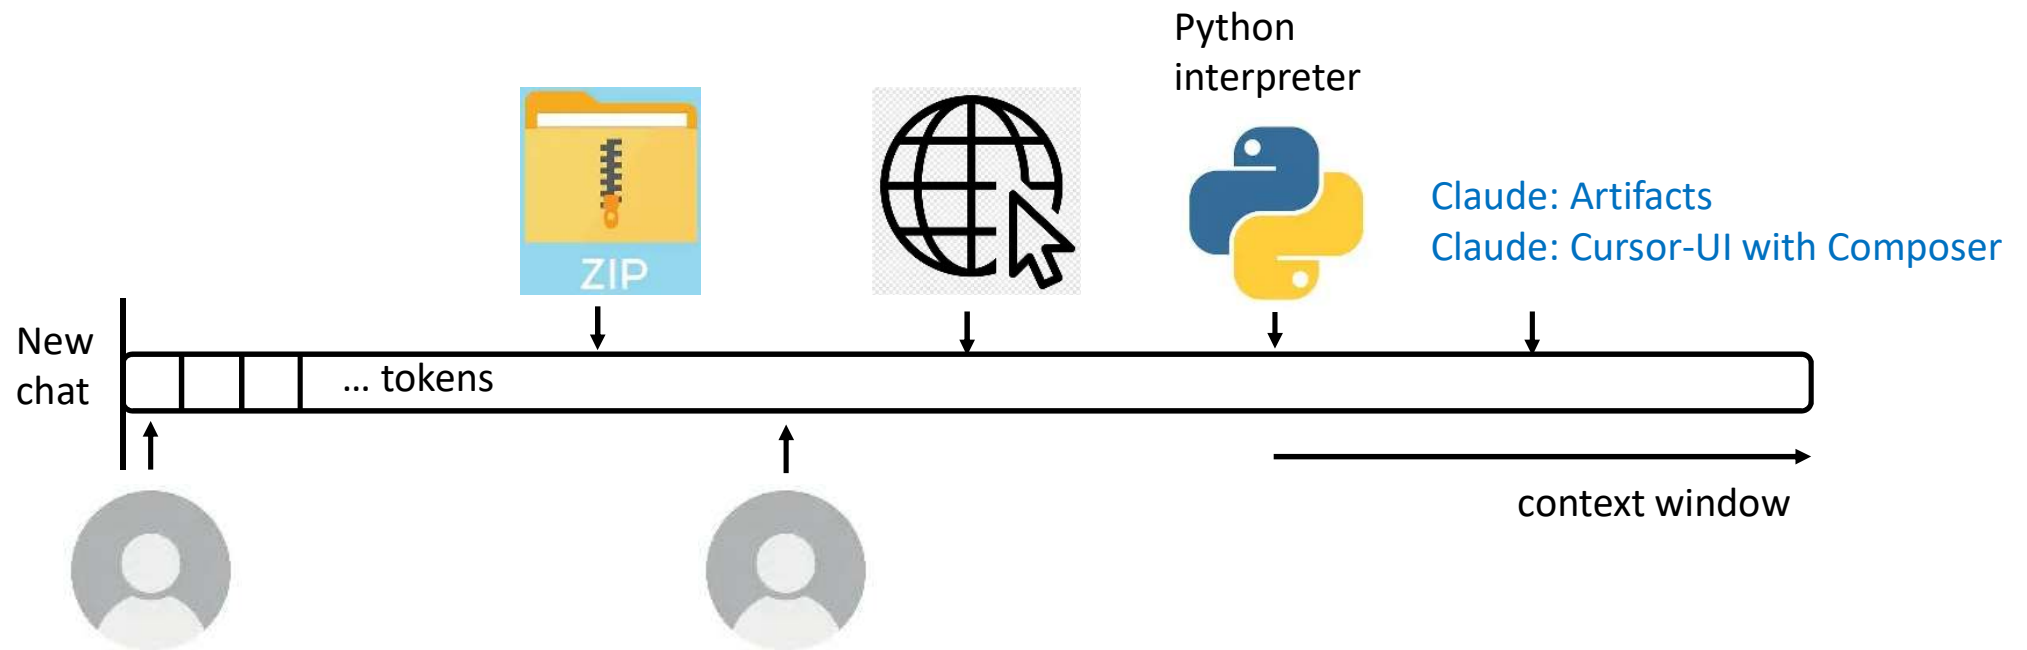 Python
interpreter
ZIP
Claude: Artifacts
Claude: Cursor-UI with Composer
New
chat
... tokens
context window